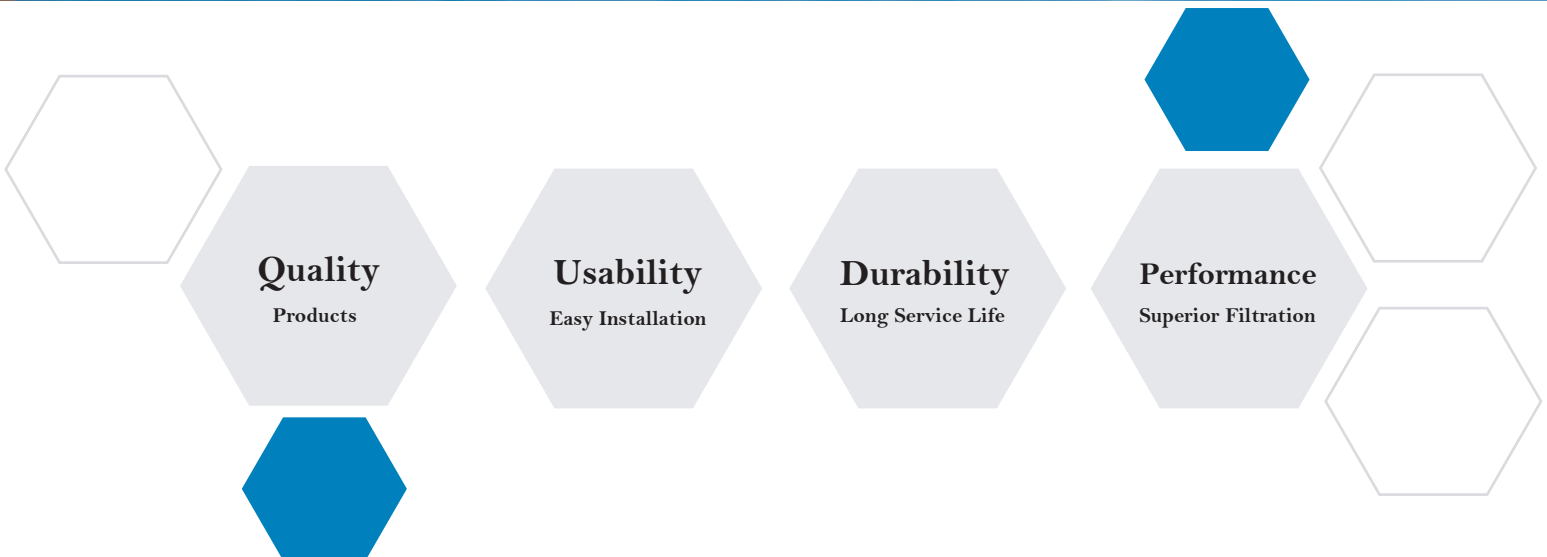 Quality
Products
Usability
Easy Installation
Durability
Long Service Life
Performance
Superior Filtration